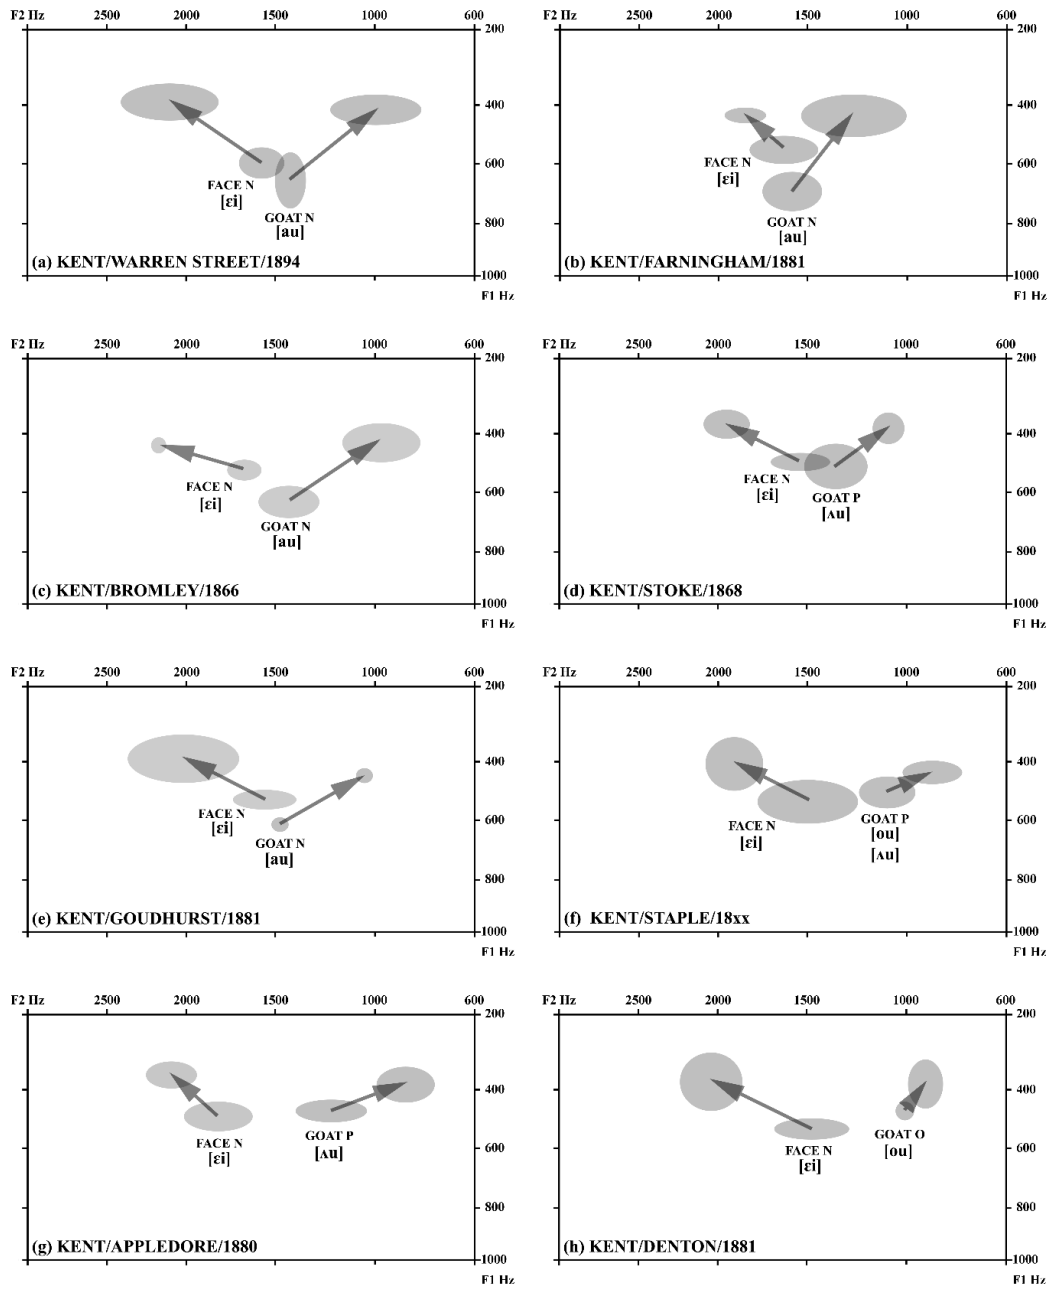 F2 Hz 2500 2000 1500 1000 600
200
400
600
800
1000
F1 Hz
FACE N
[ɛi]
GOAT N
[au]
(a) KENT/WARREN STREET/1894
F2 Hz 2500 2000 1500 1000 600
200
400
600
800
1000
F1 Hz
FACE N
[ɛi]
GOAT N
[au]
(b) KENT/FARNINGHAM/1881
F2 Hz 2500 2000 1500 1000 600
200
400
600
800
1000
F1 Hz
FACE N
[ɛi]
GOAT N
[au]
(c) KENT/BROMLEY/1866
F2 Hz 2500 2000 1500 1000 600
200
400
600
800
1000
F1 Hz
FACE N
[ɛi]
GOAT P
[ʌu]
(d) KENT/STOKE/1868
F2 Hz 2500 2000 1500 1000 600
200
400
600
800
1000
F1 Hz
FACE N
[ɛi]
GOAT N
[au]
(e) KENT/GOUDHURST/1881
F2 Hz 2500 2000 1500 1000 600
200
400
600
800
1000
F1 Hz
FACE N
[ɛi]
GOAT P
[ou]
[ʌu]
(f) KENT/STAPLE/18xx
F2 Hz 2500 2000 1500 1000 600
200
400
600
800
1000
F1 Hz
FACE N
[ɛi]
GOAT P
[ʌu]
(g) KENT/APPLEDORE/1880
F2 Hz 2500 2000 1500 1000 600
200
400
600
800
1000
F1 Hz
FACE N
[ɛi]
GOAT O
[ou]
(h) KENT/DENTON/1881